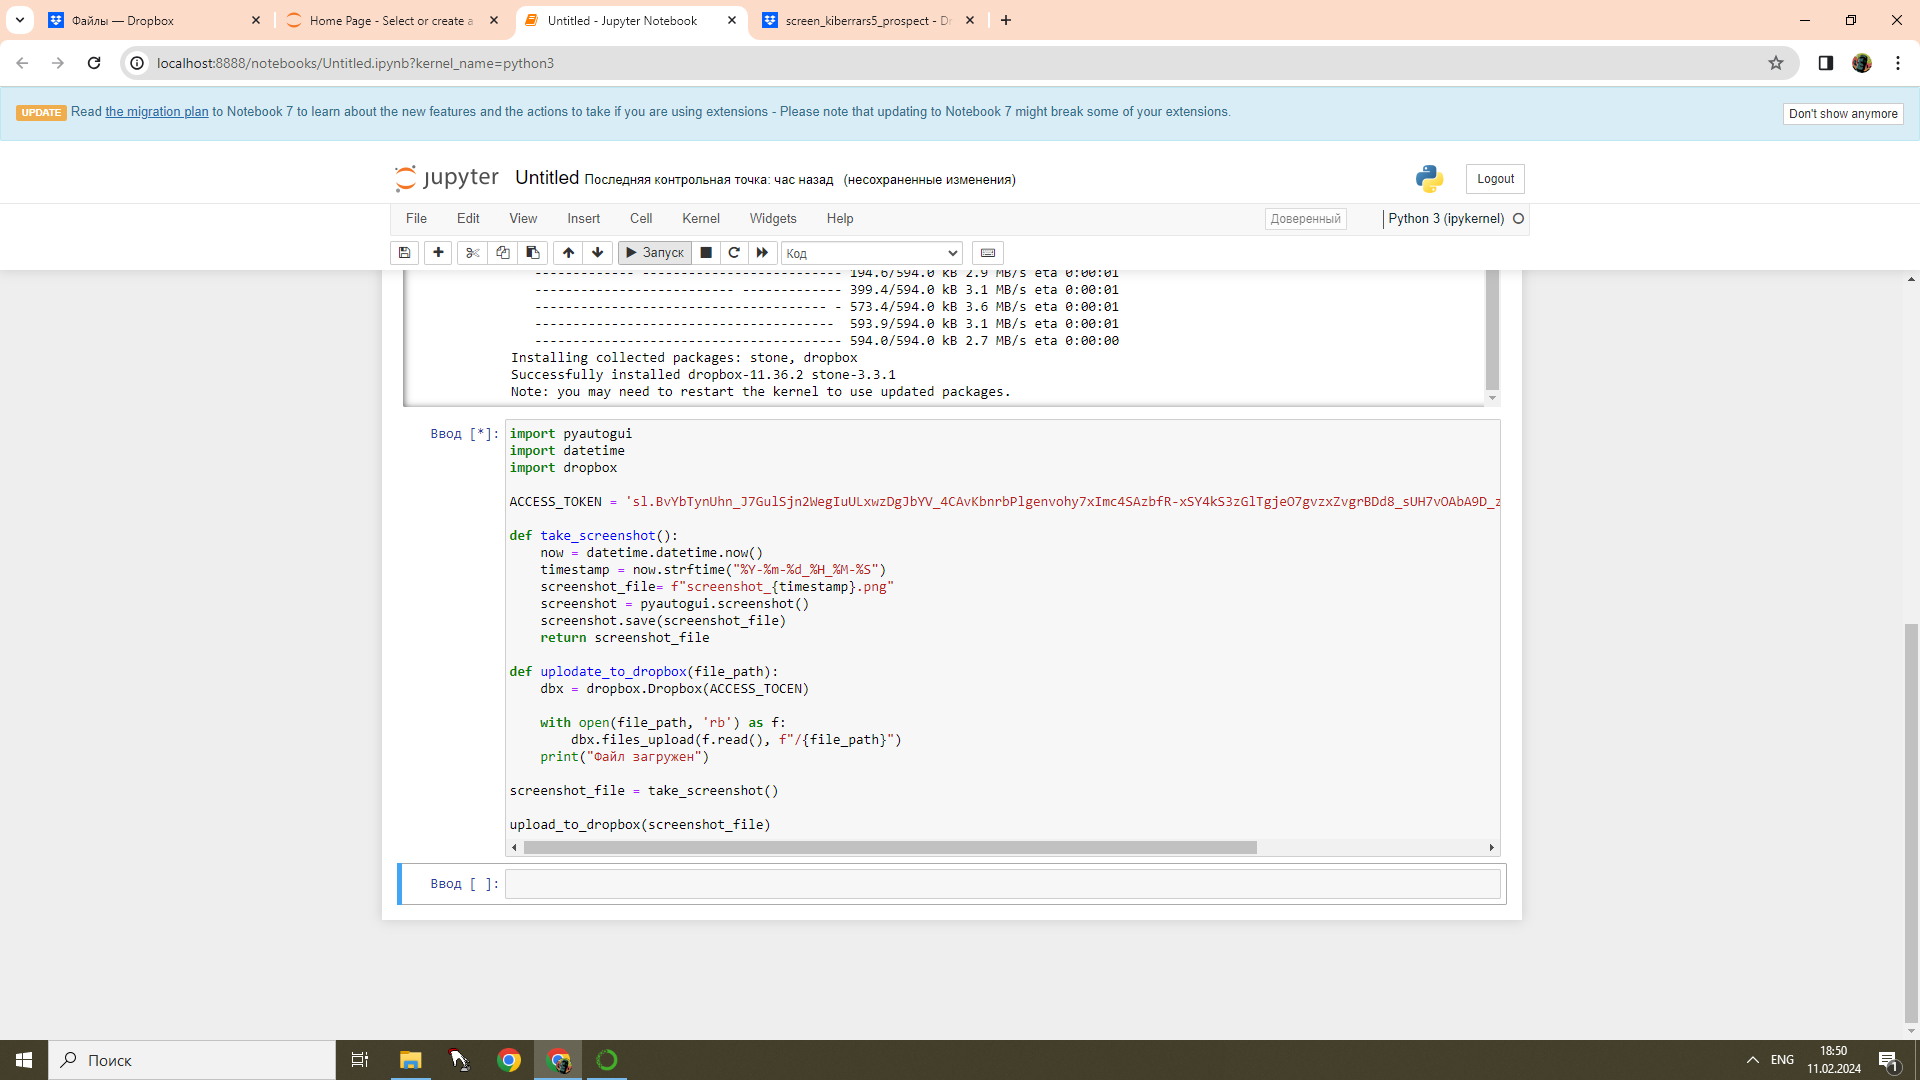 Файлы — Dropbox
Home Page - Select or create a
Untitled - Jupyter Notebook
screen_kiberrars5_prospect - D
localhost:8888/notebooks/Untitled.ipynb?kernel_name=python3
UPDATE Read the migration plan to Notebook 7 to learn about the new features and the actions to take if you are using extensions - Please note that updating to Notebook 7 might break some of your extensions.
Don't show anymore
jupyter Untitled Последняя контрольная точка: час назад (несохраненные изменения)
Logout
File Edit View Insert Cell Kernel Widgets Help
Доверенный
Python 3 (ipykernel)
Запуск
Код
------------- -------------------------- 194.6/594.0 kB 2.9 MB/s eta 0:00:01
-------------------------- ------------- 399.4/594.0 kB 3.1 MB/s eta 0:00:01
-------------------------------------- - 573.4/594.0 kB 3.6 MB/s eta 0:00:01
---------------------------------------  593.9/594.0 kB 3.1 MB/s eta 0:00:01
---------------------------------------- 594.0/594.0 kB 2.7 MB/s eta 0:00:00
Installing collected packages: stone, dropbox
Successfully installed dropbox-11.36.2 stone-3.3.1
Note: you may need to restart the kernel to use updated packages.
Ввод [*]:
import pyautogui
import datetime
import dropbox
ACCESS_TOKEN = 'sl.BvYbTynUhn_J7GulSjn2WegIuULxwzDgJbYV_4CAvKbnrbPlgenvohy7xImc4SAzbfR-xSY4kS3zGlTgjeO7gvzxZvgrBDd8_sUH7vOAbA9D_z
def take_screenshot():
    now = datetime.datetime.now()
    timestamp = now.strftime("%Y-%m-%d_%H_%M-%S")
    screenshot_file= f"screenshot_{timestamp}.png"
    screenshot = pyautogui.screenshot()
    screenshot.save(screenshot_file)
    return screenshot_file
def uplodate_to_dropbox(file_path):
    dbx = dropbox.Dropbox(ACCESS_TOCEN)
    with open(file_path, 'rb') as f:
        dbx.files_upload(f.read(), f"/{file_path}")
    print("Файл загружен")
screenshot_file = take_screenshot()
upload_to_dropbox(screenshot_file)
Ввод [ ]:
Поиск
ENG
18:50
11.02.2024
1